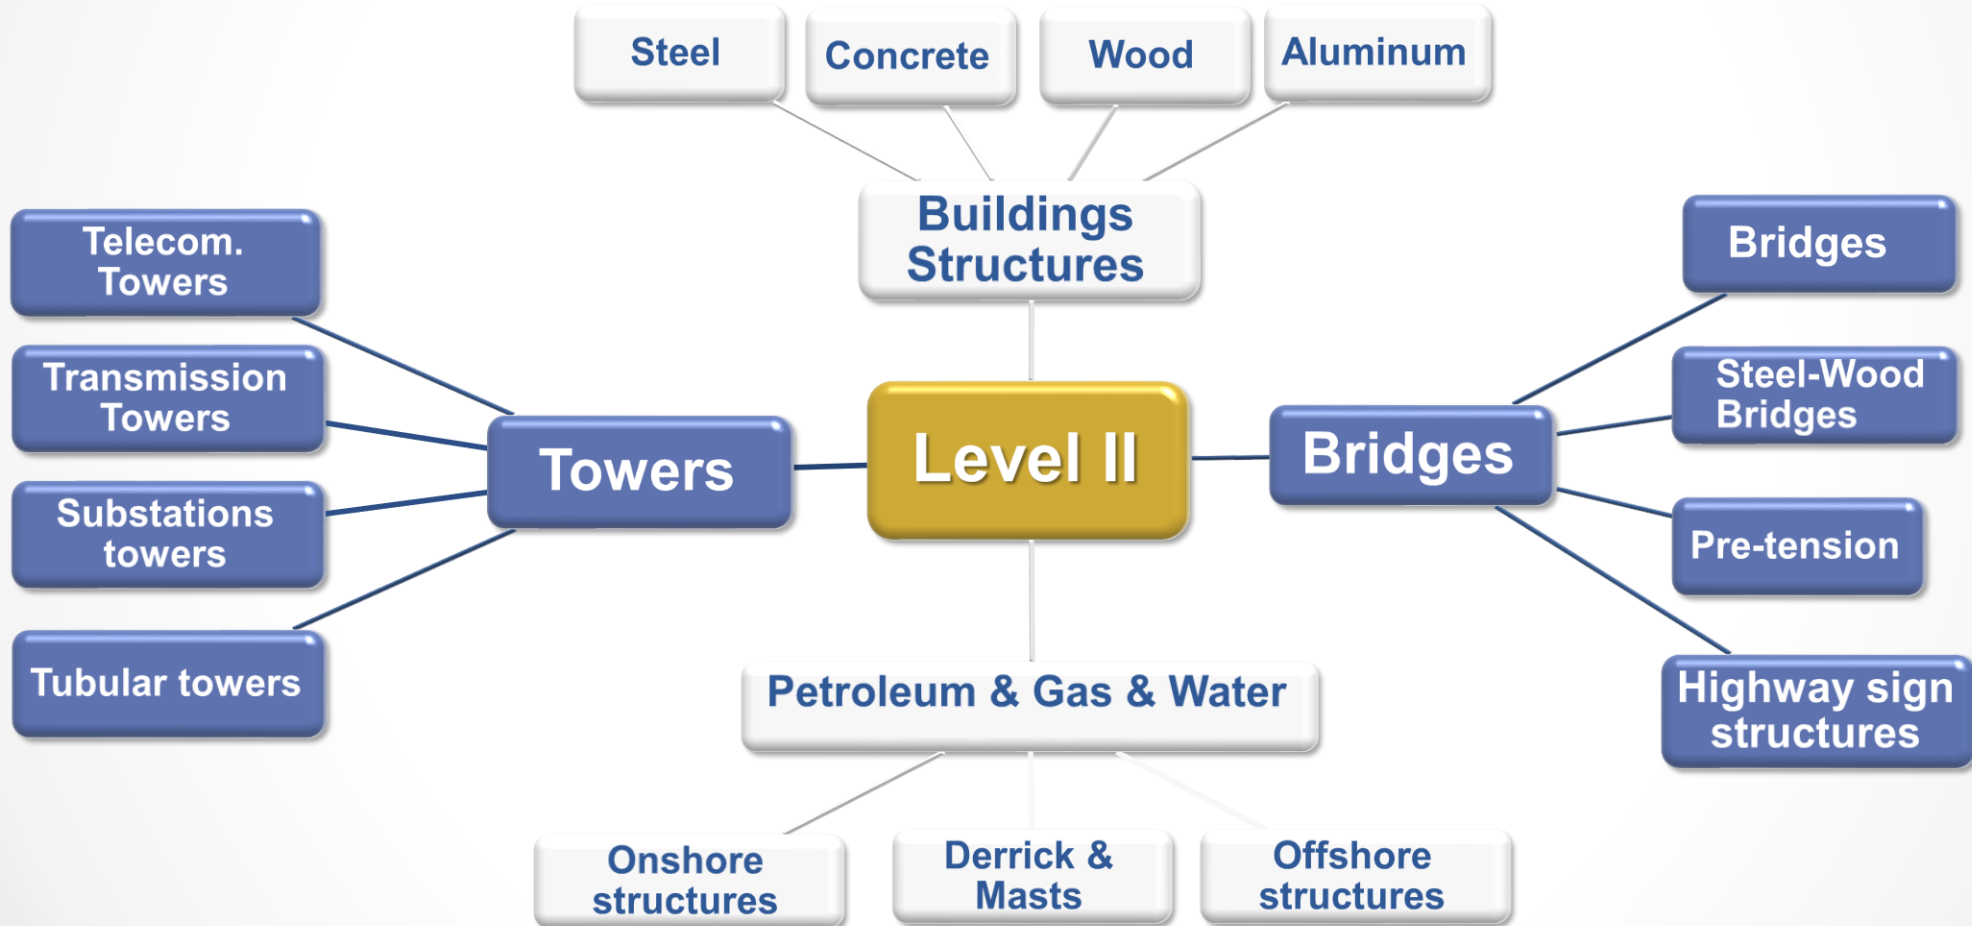 Steel
Concrete
Wood
Aluminum
Buildings
Structures
Telecom.
Towers
Transmission
Towers
Substations
towers
Tubular towers
Towers
Level II
Bridges
Bridges
Steel-Wood
Bridges
Pre-tension
Highway sign
structures
Petroleum & Gas & Water
Onshore
structures
Derrick &
Masts
Offshore
structures